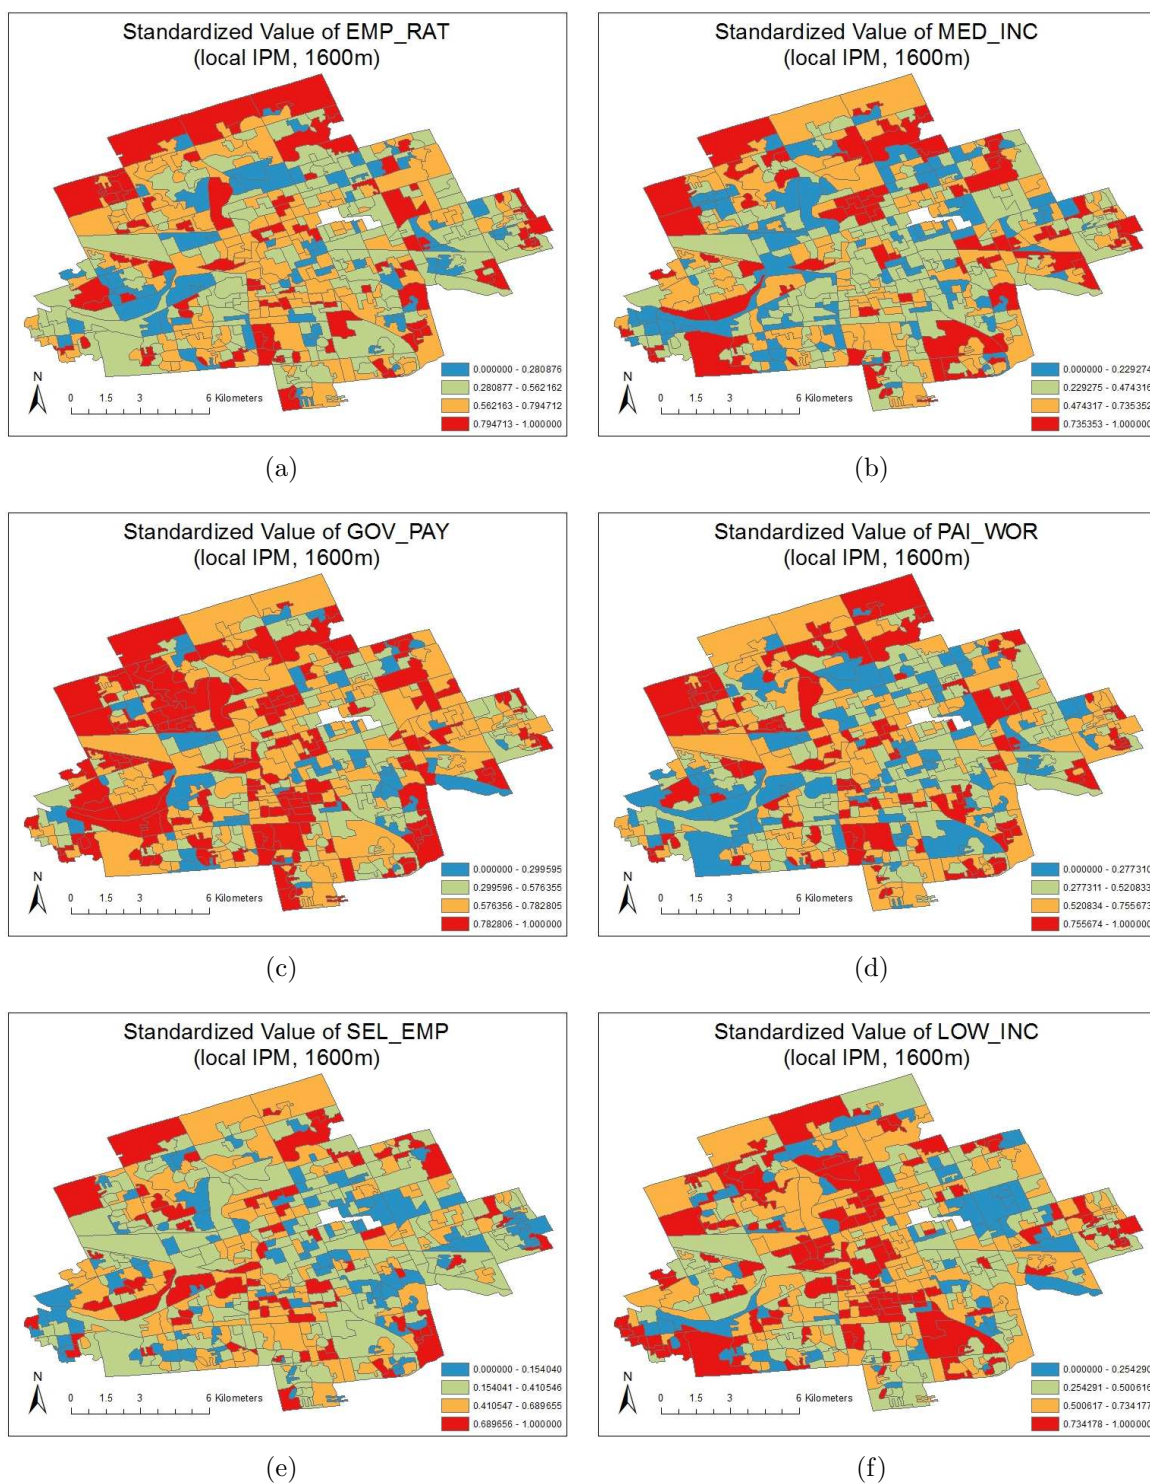 Standardized Value of EMP_RAT
(local IPM, 1600m)
N
0 1.5 3 6 Kilometers
0.000000 - 0.280876
0.280877 - 0.562162
0.562163 - 0.794712
0.794713 - 1.000000
(a)
Standardized Value of MED_INC
(local IPM, 1600m)
N
0 1.5 3 6 Kilometers
0.000000 - 0.229274
0.229275 - 0.474316
0.474317 - 0.735352
0.735353 - 1.000000
(b)
Standardized Value of GOV_PAY
(local IPM, 1600m)
N
0 1.5 3 6 Kilometers
0.000000 - 0.299595
0.299596 - 0.576355
0.576356 - 0.782805
0.782806 - 1.000000
(c)
Standardized Value of PAI_WOR
(local IPM, 1600m)
N
0 1.5 3 6 Kilometers
0.000000 - 0.277310
0.277311 - 0.520833
0.520834 - 0.755673
0.755674 - 1.000000
(d)
Standardized Value of SEL_EMP
(local IPM, 1600m)
N
0 1.5 3 6 Kilometers
0.000000 - 0.154040
0.154041 - 0.410546
0.410547 - 0.689655
0.689656 - 1.000000
(e)
Standardized Value of LOW_INC
(local IPM, 1600m)
N
0 1.5 3 6 Kilometers
0.000000 - 0.254290
0.254291 - 0.500616
0.500617 - 0.734177
0.734178 - 1.000000
(f)